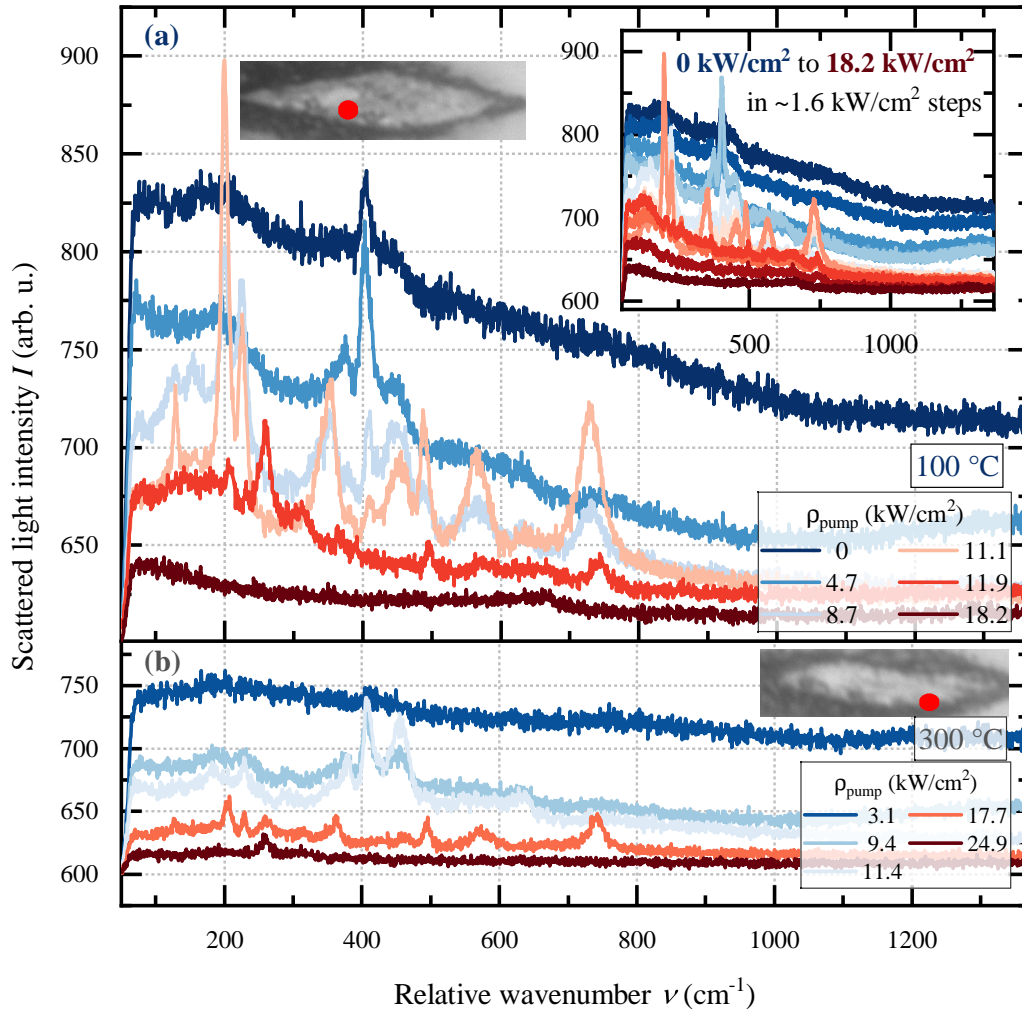 (a)
900
850
800
750
700
650
Scattered light intensity I (arb. u.)
0 kW/cm² to 18.2 kW/cm²
in ~1.6 kW/cm² steps
900
800
700
600
500
1000
100 °C
ρpump (kW/cm²)
0 11.1
4.7 11.9
8.7 18.2
(b)
750
700
650
600
300 °C
ρpump (kW/cm²)
3.1 17.7
9.4 24.9
11.4
200 400 600 800 1000 1200
Relative wavenumber ν (cm⁻¹)